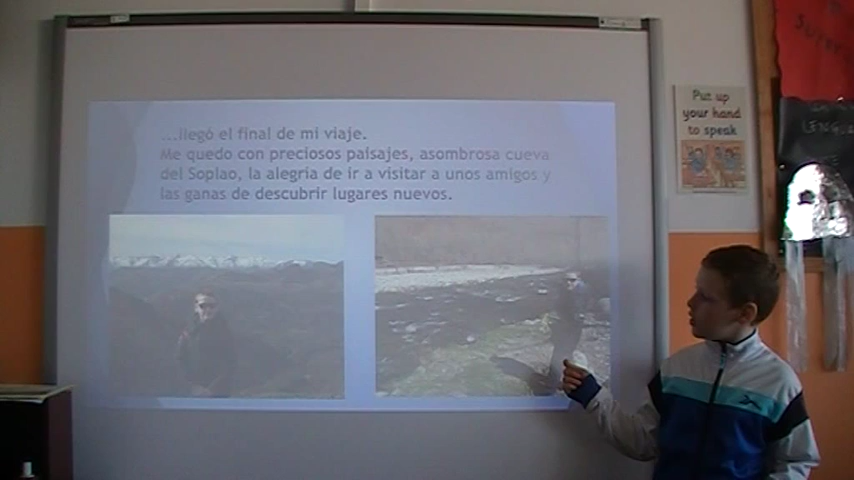 ...llegó el final de mi viaje.
Me quedo con preciosos paisajes, asombrosa cueva
del Soplao, la alegria de ir a visitar a unos amigos y
las ganas de descubrir lugares nuevos.
Put up
your hand
to speak